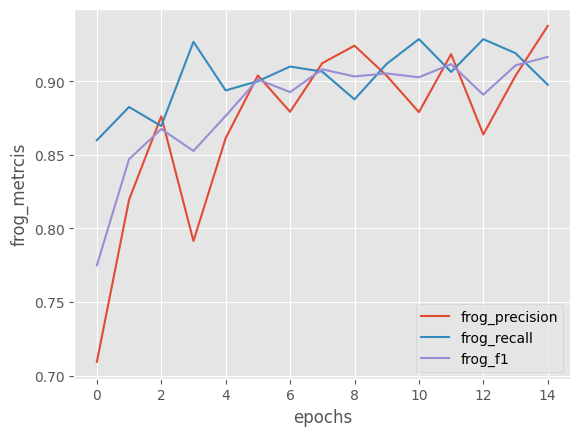 0.90
0.85
0.80
0.75
0.70
frog_metrcis
0 2 4 6 8 10 12 14
epochs
frog_precision
frog_recall
frog_f1